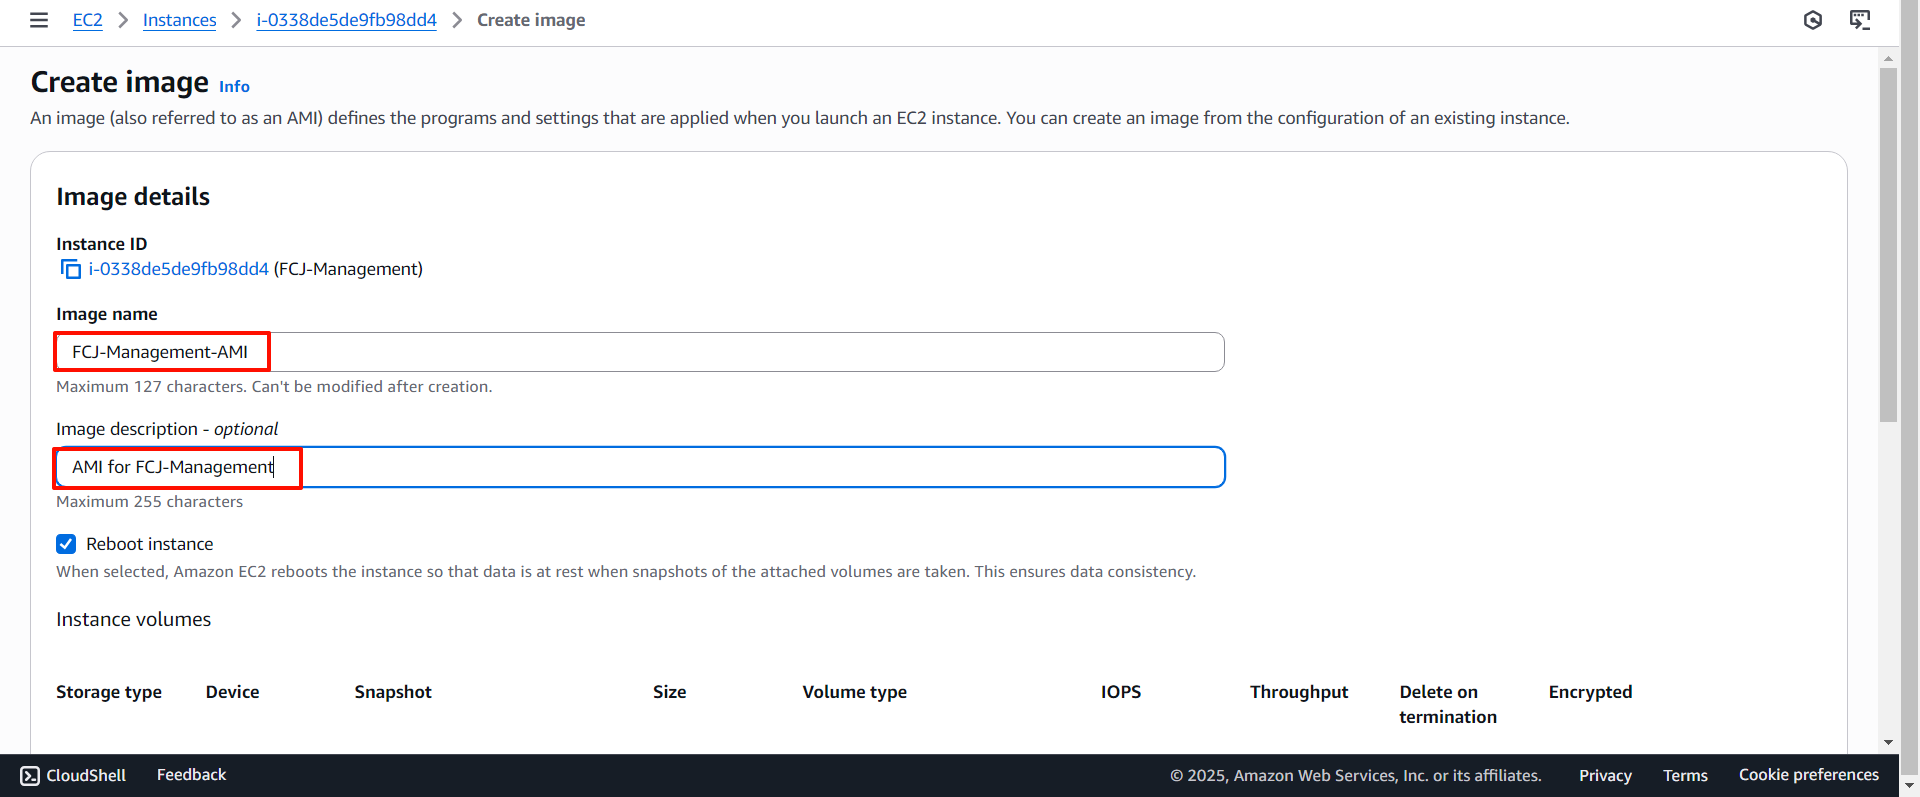 EC2 > Instances > i-0338de5de9fb98dd4 > Create image
Create image Info
An image (also referred to as an AMI) defines the programs and settings that are applied when you launch an EC2 instance. You can create an image from the configuration of an existing instance.
Image details
Instance ID
i-0338de5de9fb98dd4 (FCJ-Management)
Image name
FCJ-Management-AMI
Maximum 127 characters. Can't be modified after creation.
Image description - optional
AMI for FCJ-Management
Maximum 255 characters
Reboot instance
When selected, Amazon EC2 reboots the instance so that data is at rest when snapshots of the attached volumes are taken. This ensures data consistency.
Instance volumes
Storage type Device Snapshot Size Volume type IOPS Throughput Delete on termination Encrypted
CloudShell Feedback © 2025, Amazon Web Services, Inc. or its affiliates. Privacy Terms Cookie preferences